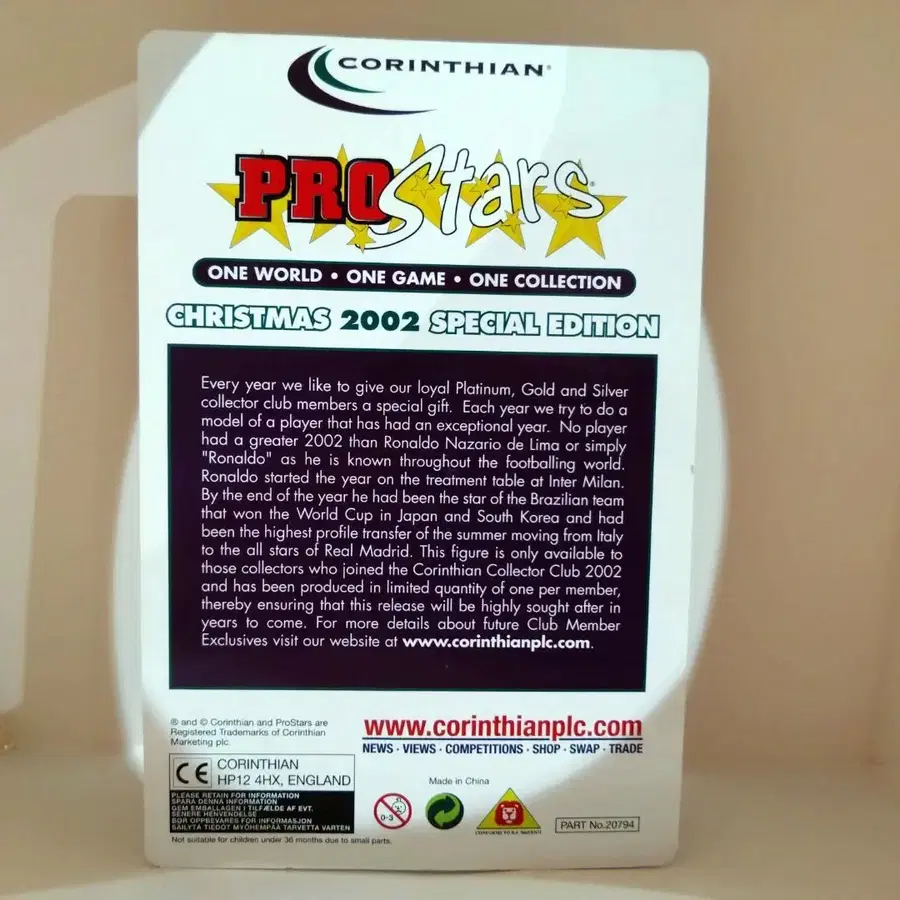 CORINTHIAN®
PROStars®
ONE WORLD • ONE GAME • ONE COLLECTION
CHRISTMAS 2002 SPECIAL EDITION
Every year we like to give our loyal Platinum, Gold and Silver
collector club members a special gift. Each year we try to do a
model of a player that has had an exceptional year. No player
had a greater 2002 than Ronaldo Nazario de Lima or simply
"Ronaldo" as he is known throughout the footballing world.
Ronaldo started the year on the treatment table at Inter Milan.
By the end of the year he had been the star of the Brazilian team
that won the World Cup in Japan and South Korea and had
been the highest profile transfer of the summer moving from Italy
to the all stars of Real Madrid. This figure is only available to
those collectors who joined the Corinthian Collector Club 2002
and has been produced in limited quantity of one per member,
thereby ensuring that this release will be highly sought after in
years to come. For more details about future Club Member
Exclusives visit our website at www.corinthianplc.com.
® and © Corinthian and ProStars are
Registered Trademarks of Corinthian
Marketing plc.
www.corinthianplc.com
NEWS · VIEWS · COMPETITIONS · SHOP · SWAP · TRADE
CE
CORINTHIAN
HP12 4HX, ENGLAND
Made in China
PLEASE RETAIN FOR INFORMATION
SPARA DENNA INFORMATION
GEM EMBALLAGEN I TILFÆLDE AF EVT.
SENERE HENVENDELSE
BØR OPPBEVARES FOR INFORMASJON
SÄILYTÄ TIEDOT MYÖHEMPÄÄ TARVETTA VARTEN
0-3
PART No.20794
Not suitable for children under 36 months due to small parts.